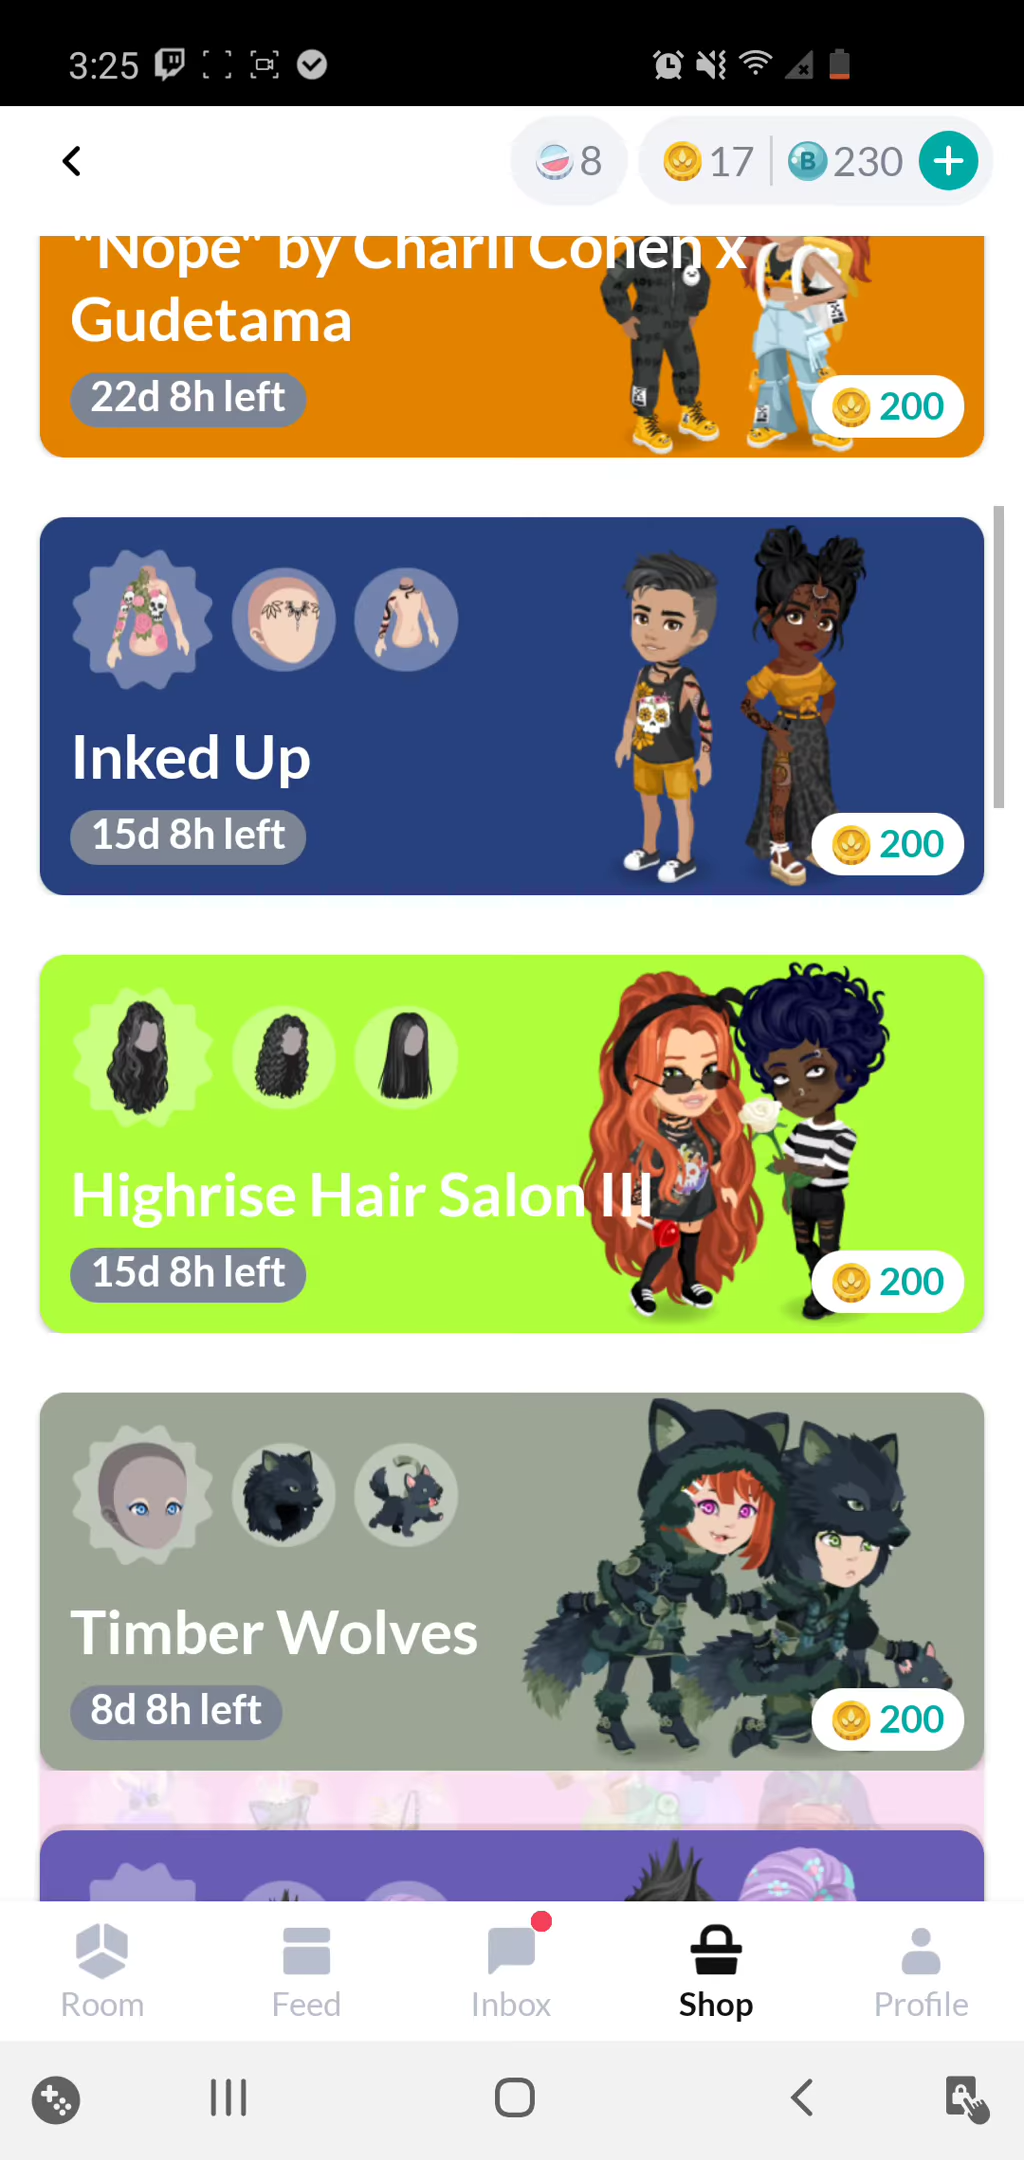 3:25
8
17
B 230
"Nope" by Charli Cohen x
Gudetama
22d 8h left
200
Inked Up
15d 8h left
200
Highrise Hair Salon III
15d 8h left
200
Timber Wolves
8d 8h left
200
Room
Feed
Inbox
Shop
Profile